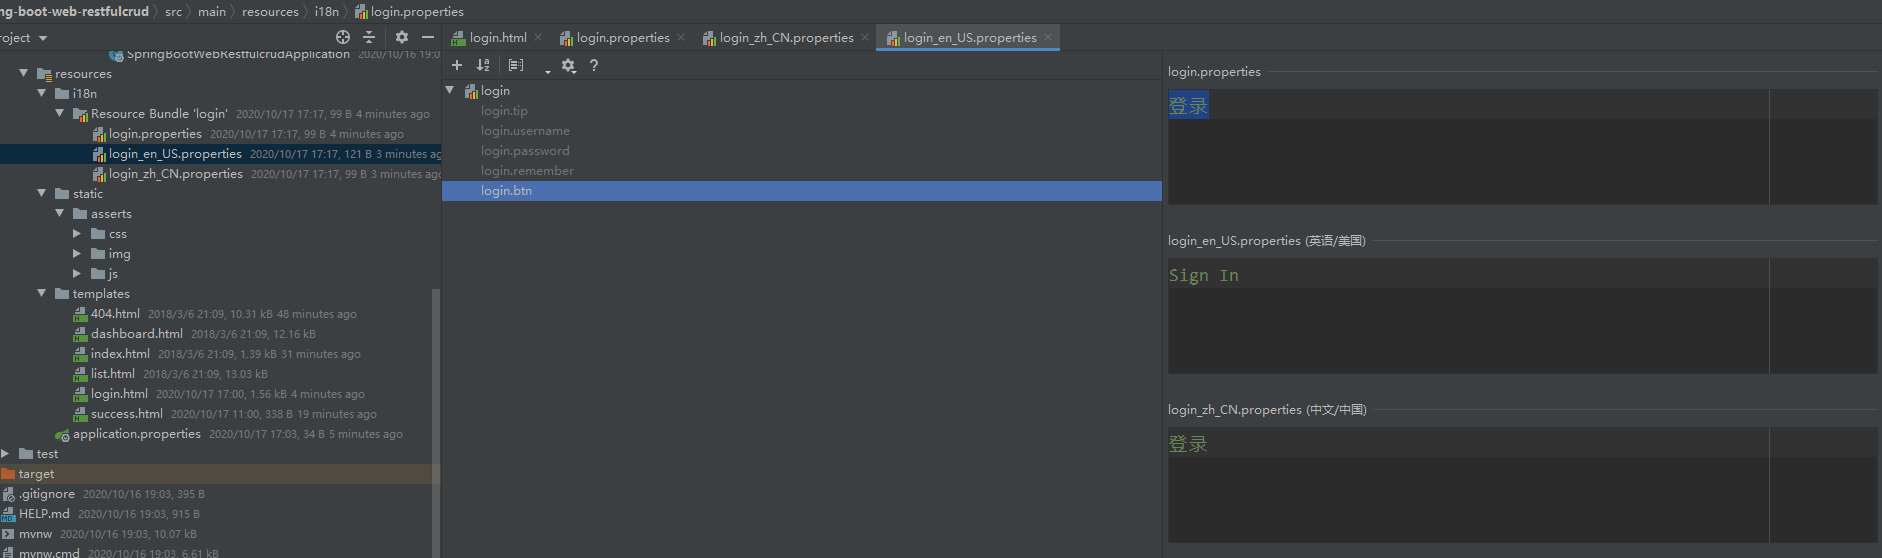 ng-boot-web-restfulcrud src main resources i18n login.properties
roject
login.html login.properties login_zh_CN.properties login_en_US.properties
SpringBootWebRestfulcrudApplication 2020/10/16 19:0
resources
i18n
Resource Bundle 'login' 2020/10/17 17:17, 99 B 4 minutes ago
login.properties 2020/10/17 17:17, 99 B 4 minutes ago
login_en_US.properties 2020/10/17 17:17, 121 B 3 minutes ag
login_zh_CN.properties 2020/10/17 17:17, 99 B 3 minutes ago
static
asserts
css
img
js
templates
404.html 2018/3/6 21:09, 10.31 kB 48 minutes ago
dashboard.html 2018/3/6 21:09, 12.16 kB
index.html 2018/3/6 21:09, 1.39 kB 31 minutes ago
list.html 2018/3/6 21:09, 13.03 kB
login.html 2020/10/17 17:00, 1.56 kB 4 minutes ago
success.html 2020/10/17 11:00, 338 B 19 minutes ago
application.properties 2020/10/17 17:03, 34 B 5 minutes ago
test
target
.gitignore 2020/10/16 19:03, 395 B
HELP.md 2020/10/16 19:03, 915 B
mvnw 2020/10/16 19:03, 10.07 kB
mvnw.cmd 2020/10/16 19:03, 6.61 kB
login
login.tip
login.username
login.password
login.remember
login.btn
login.properties
登录
login_en_US.properties (英语/美国)
Sign In
login_zh_CN.properties (中文/中国)
登录